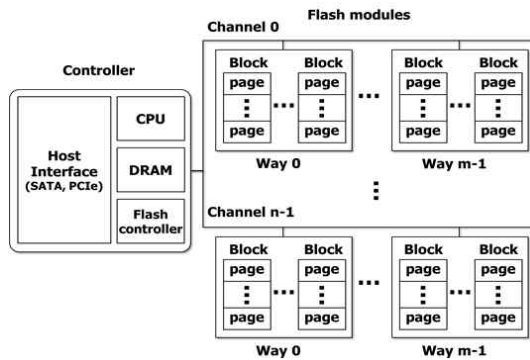 Flash modules
Channel 0
Controller
Host
Interface
(SATA, PCIe)
CPU
DRAM
Flash
controller
Block Block Block Block
page page page page
page page page page
Way 0 Way m-1
Channel n-1
Block Block Block Block
page page page page
page page page page
Way 0 Way m-1